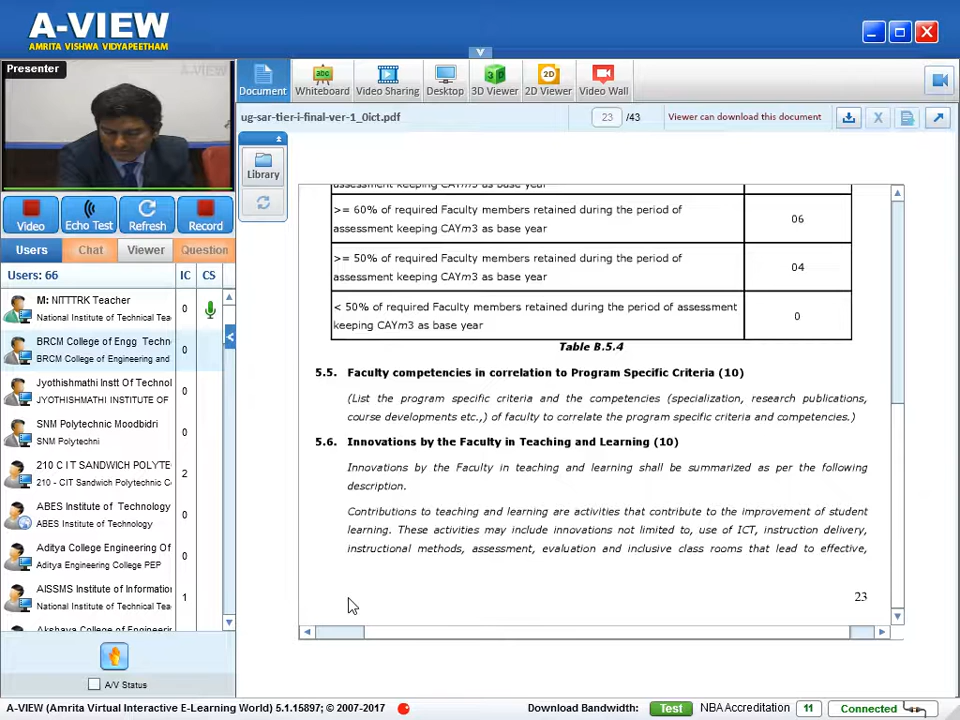 A-VIEW
AMRITA VISHWA VIDYAPEETHAM
Presenter
A-VIEW
Document
Whiteboard
Video Sharing
Desktop
3D Viewer
2D Viewer
Video Wall
ug-sar-tier-i-final-ver-1_0ict.pdf
23 /43
Viewer can download this document
Library
Video
Echo Test
Refresh
Record
Users
Chat
Viewer
Question
Users: 66
IC
CS
M: NITTTRK Teacher
National Institute of Technical Tea
0
BRCM College of Engg Techn
BRCM College of Engineering and
0
Jyothishmathi Instt Of Technol
JYOTHISHMATHI INSTITUTE OF
0
SNM Polytechnic Moodbidri
SNM Polytechni
0
210 C I T SANDWICH POLYTE
210 - CIT Sandwich Polytechnic C
2
ABES Institute of Technology
ABES Institute of Technology
0
Aditya College Engineering Of
Aditya Engineering College PEP
0
AISSMS Institute of Informatio
National Institute of Technical Tea
1
Akshaya College of Engineeri
A/V Status
assessment keeping CAYm3 as base year
>= 60% of required Faculty members retained during the period of
assessment keeping CAYm3 as base year
06
>= 50% of required Faculty members retained during the period of
assessment keeping CAYm3 as base year
04
< 50% of required Faculty members retained during the period of assessment
keeping CAYm3 as base year
0
Table B.5.4
5.5. Faculty competencies in correlation to Program Specific Criteria (10)
(List the program specific criteria and the competencies (specialization, research publications,
course developments etc.,) of faculty to correlate the program specific criteria and competencies.)
5.6. Innovations by the Faculty in Teaching and Learning (10)
Innovations by the Faculty in teaching and learning shall be summarized as per the following
description.
Contributions to teaching and learning are activities that contribute to the improvement of student
learning. These activities may include innovations not limited to, use of ICT, instruction delivery,
instructional methods, assessment, evaluation and inclusive class rooms that lead to effective,
23
A-VIEW (Amrita Virtual Interactive E-Learning World) 5.1.15897; © 2007-2017
Download Bandwidth:
Test
NBA Accreditation
11
Connected